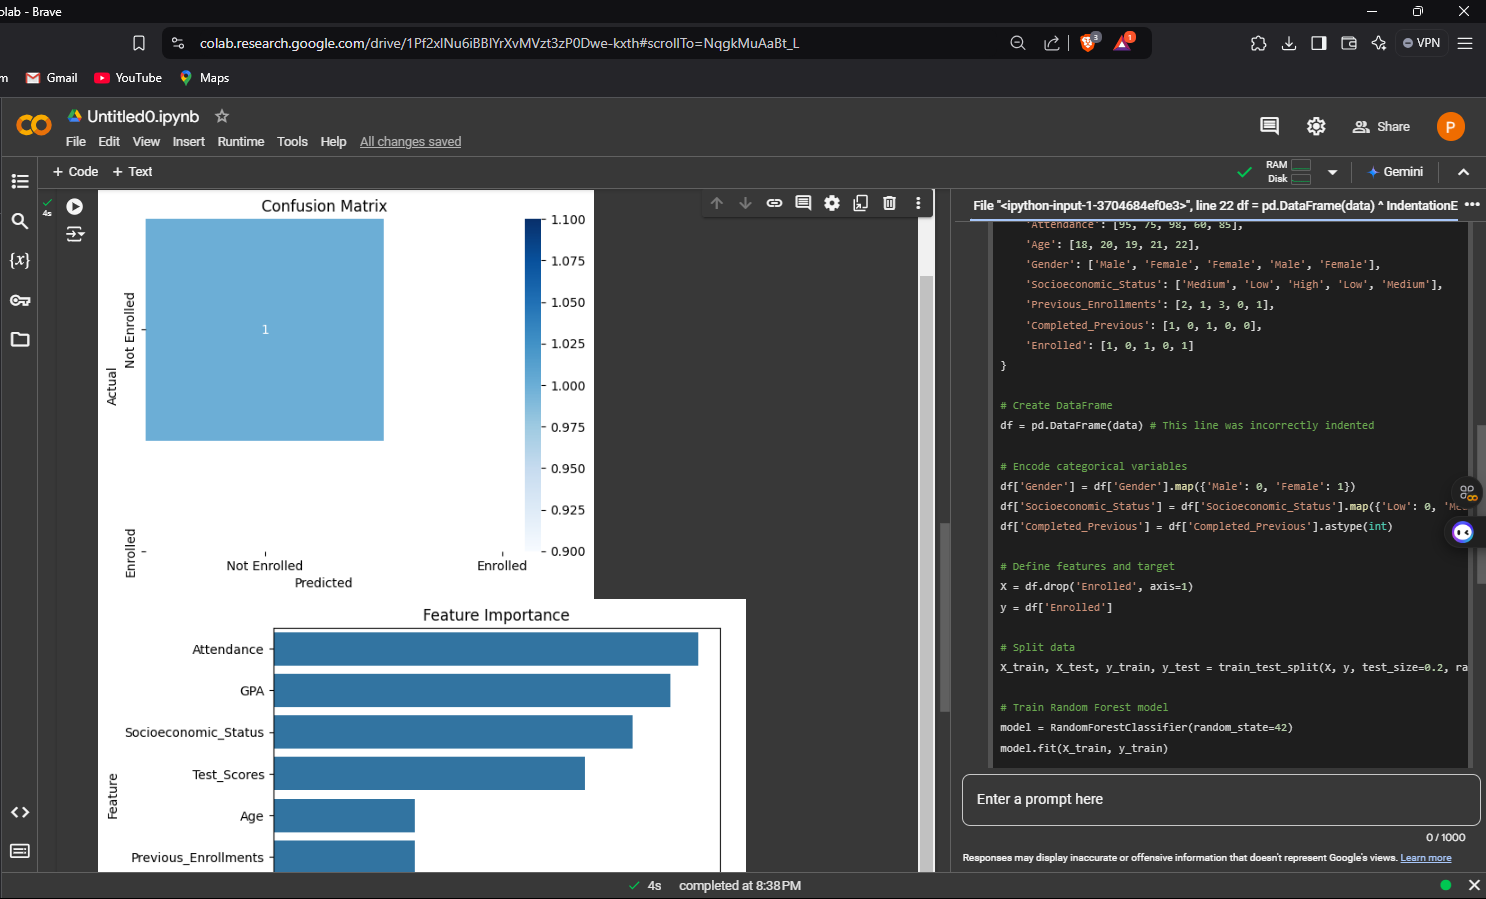 olab - Brave
colab.research.google.com/drive/1Pf2xlNu6iBBlYrXvMVzt3zP0Dwe-kxth#scrollTo=NqgkMuAaBt_L
3
1
VPN
m Gmail YouTube Maps
Untitled0.ipynb
File Edit View Insert Runtime Tools Help All changes saved
Share
P
+ Code + Text
RAM
Disk
Gemini
4s
{x}
Confusion Matrix
1.100
1.075
1.050
1.025
1.000
0.975
0.950
0.925
0.900
Actual
Not Enrolled
Enrolled
1
Not Enrolled Enrolled
Predicted
Feature Importance
Feature
Attendance
GPA
Socioeconomic_Status
Test_Scores
Age
Previous_Enrollments
File "<ipython-input-1-3704684ef0e3>", line 22 df = pd.DataFrame(data) ^ IndentationE
'Attendance': [95, 75, 98, 60, 85],
'Age': [18, 20, 19, 21, 22],
'Gender': ['Male', 'Female', 'Female', 'Male', 'Female'],
'Socioeconomic_Status': ['Medium', 'Low', 'High', 'Low', 'Medium'],
'Previous_Enrollments': [2, 1, 3, 0, 1],
'Completed_Previous': [1, 0, 1, 0, 0],
'Enrolled': [1, 0, 1, 0, 1]
}
# Create DataFrame
df = pd.DataFrame(data) # This line was incorrectly indented
# Encode categorical variables
df['Gender'] = df['Gender'].map({'Male': 0, 'Female': 1})
df['Socioeconomic_Status'] = df['Socioeconomic_Status'].map({'Low': 0,
df['Completed_Previous'] = df['Completed_Previous'].astype(int)
# Define features and target
X = df.drop('Enrolled', axis=1)
y = df['Enrolled']
# Split data
X_train, X_test, y_train, y_test = train_test_split(X, y, test_size=0.2, ra
# Train Random Forest model
model = RandomForestClassifier(random_state=42)
model.fit(X_train, y_train)
Enter a prompt here
0 / 1000
Responses may display inaccurate or offensive information that doesn't represent Google's views. Learn more
4s completed at 8:38 PM